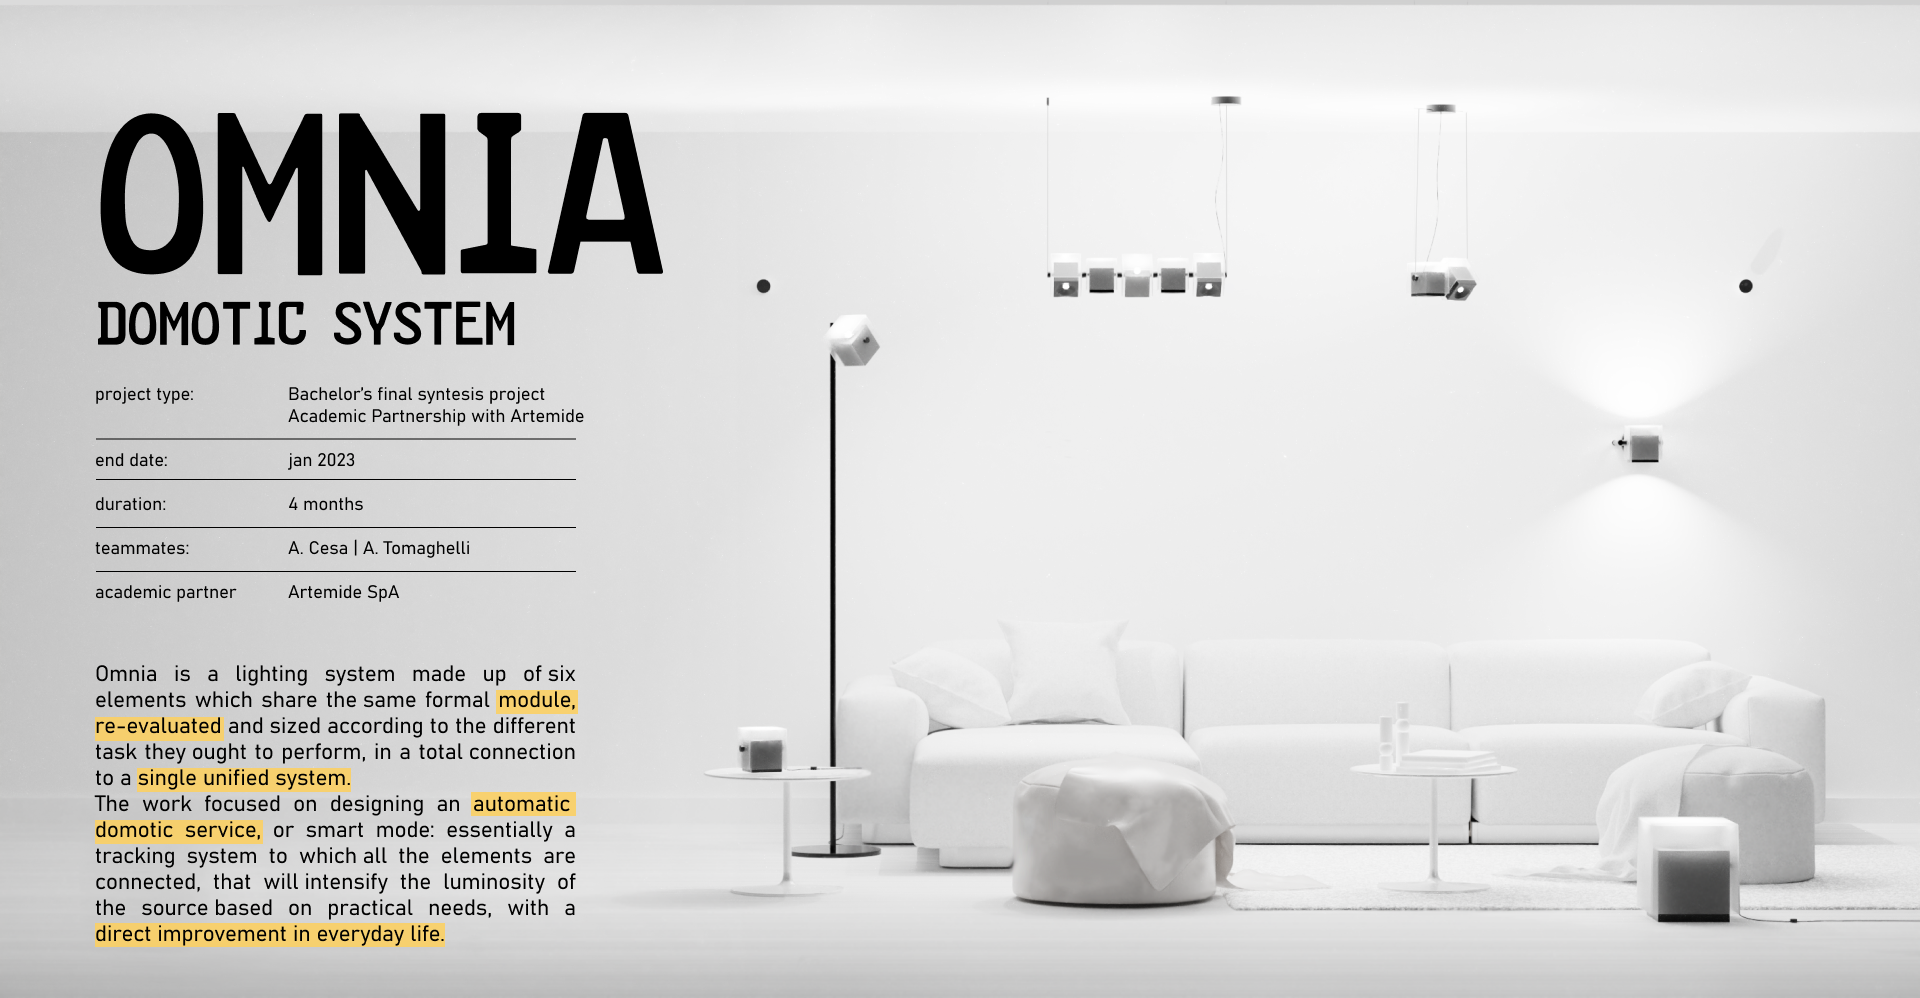 OMNIA
DOMOTIC SYSTEM
project type: Bachelor's final syntesis project
Academic Partnership with Artemide
end date: jan 2023
duration: 4 months
teammates: A. Cesa | A. Tomaghelli
academic partner Artemide SpA
Omnia is a lighting system made up of six
elements which share the same formal module,
re-evaluated and sized according to the different
task they ought to perform, in a total connection
to a single unified system.
The work focused on designing an automatic
domotic service, or smart mode: essentially a
tracking system to which all the elements are
connected, that will intensify the luminosity of
the source based on practical needs, with a
direct improvement in everyday life.